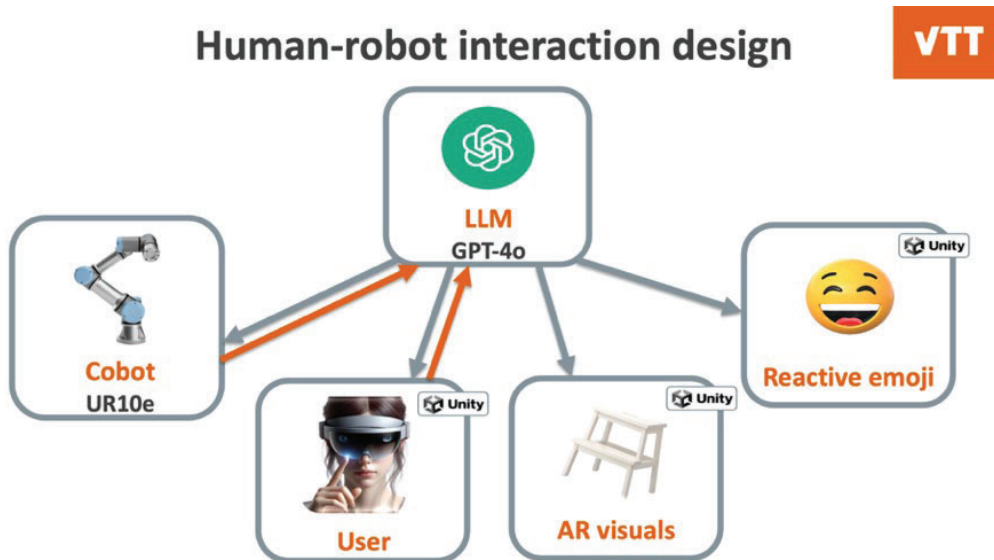 Human-robot interaction design
VTT
LLM
GPT-4o
Unity
Cobot
UR10e
Reactive emoji
Unity
Unity
User
AR visuals